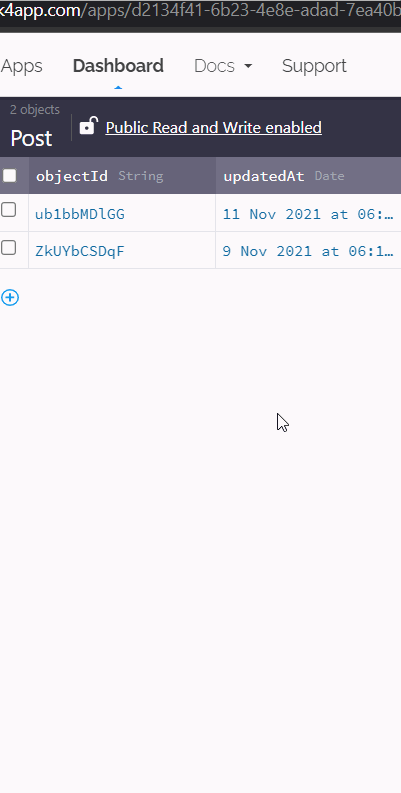 k4app.com/apps/d2134f41-6b23-4e8e-adad-7ea40b
Apps Dashboard Docs Support
2 objects
Post Public Read and Write enabled
objectId String updatedAt Date
ub1bbMDlGG 11 Nov 2021 at 06:…
ZkUYbCSDqF 9 Nov 2021 at 06:1…